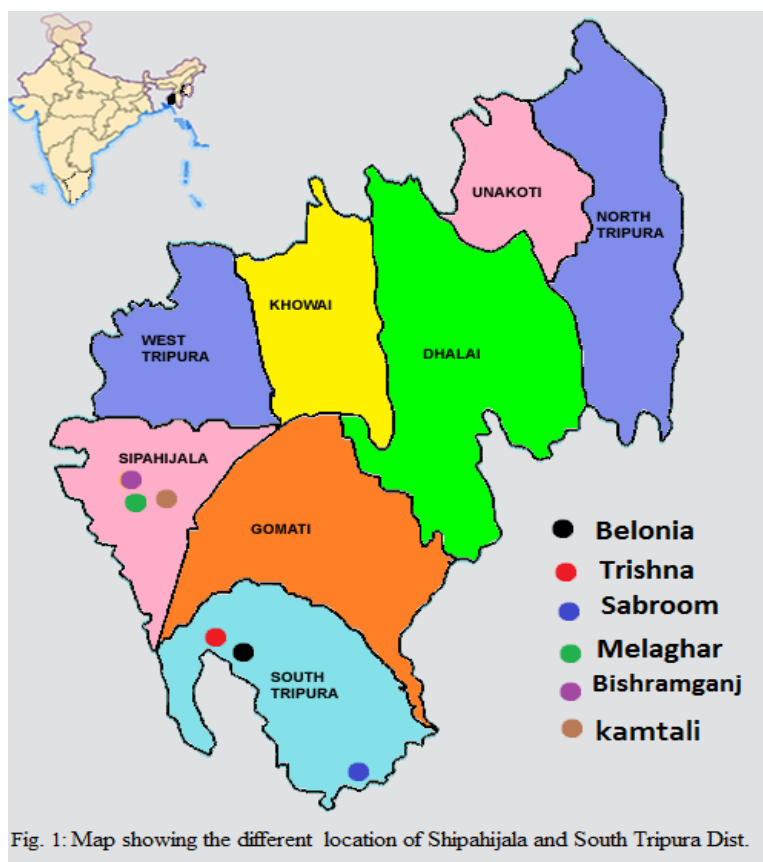 UNAKOTI
NORTH
TRIPURA
KHOWAI
WEST
TRIPURA
DHALAI
SIPAHIJALA
GOMATI
SOUTH
TRIPURA
Belonia
Trishna
Sabroom
Melaghar
Bishramganj
kamtali
Fig. 1: Map showing the different location of Shipahijala and South Tripura Dist.